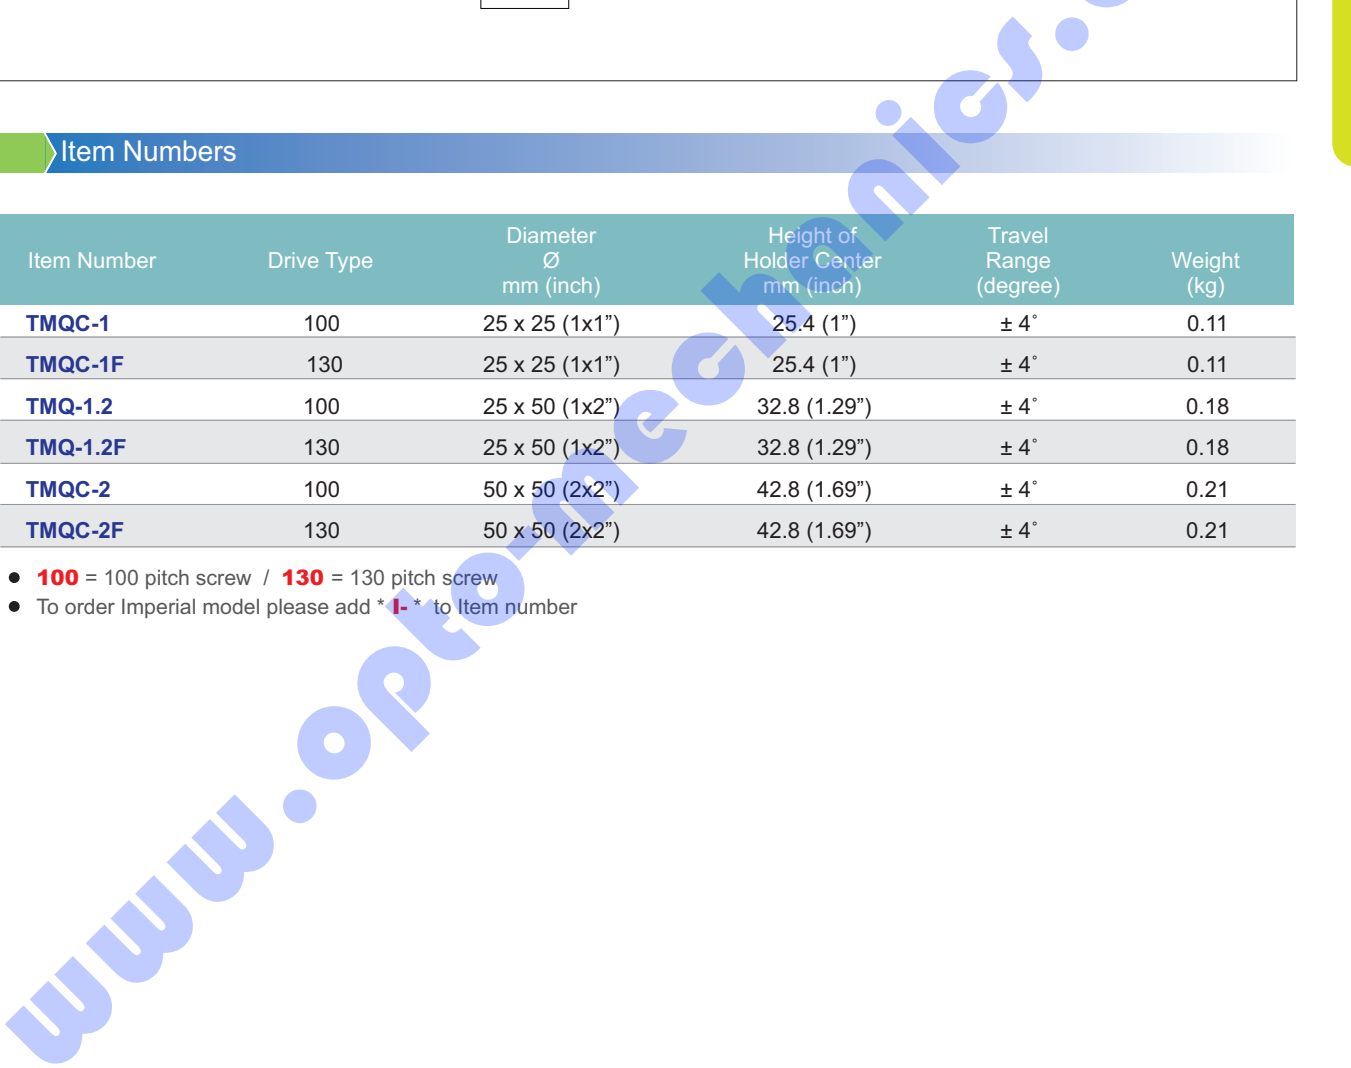 Item Numbers
Item Number Drive Type Diameter Ø mm (inch) Height of Holder Center mm (inch) Travel Range (degree) Weight (kg)
TMQC-1 100 25 x 25 (1x1”) 25.4 (1”) ± 4˚ 0.11
TMQC-1F 130 25 x 25 (1x1”) 25.4 (1”) ± 4˚ 0.11
TMQ-1.2 100 25 x 50 (1x2”) 32.8 (1.29”) ± 4˚ 0.18
TMQ-1.2F 130 25 x 50 (1x2”) 32.8 (1.29”) ± 4˚ 0.18
TMQC-2 100 50 x 50 (2x2”) 42.8 (1.69”) ± 4˚ 0.21
TMQC-2F 130 50 x 50 (2x2”) 42.8 (1.69”) ± 4˚ 0.21
● 100 = 100 pitch screw / 130 = 130 pitch screw
● To order Imperial model please add * I- * to Item number
www.opto-mechanics.